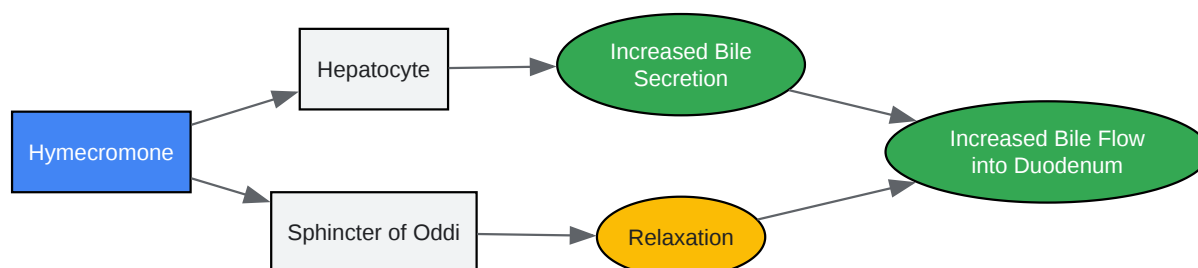 Hepatocyte
Increased Bile
Secretion
Hymecromone
Increased Bile Flow
into Duodenum
Sphincter of Oddi
Relaxation